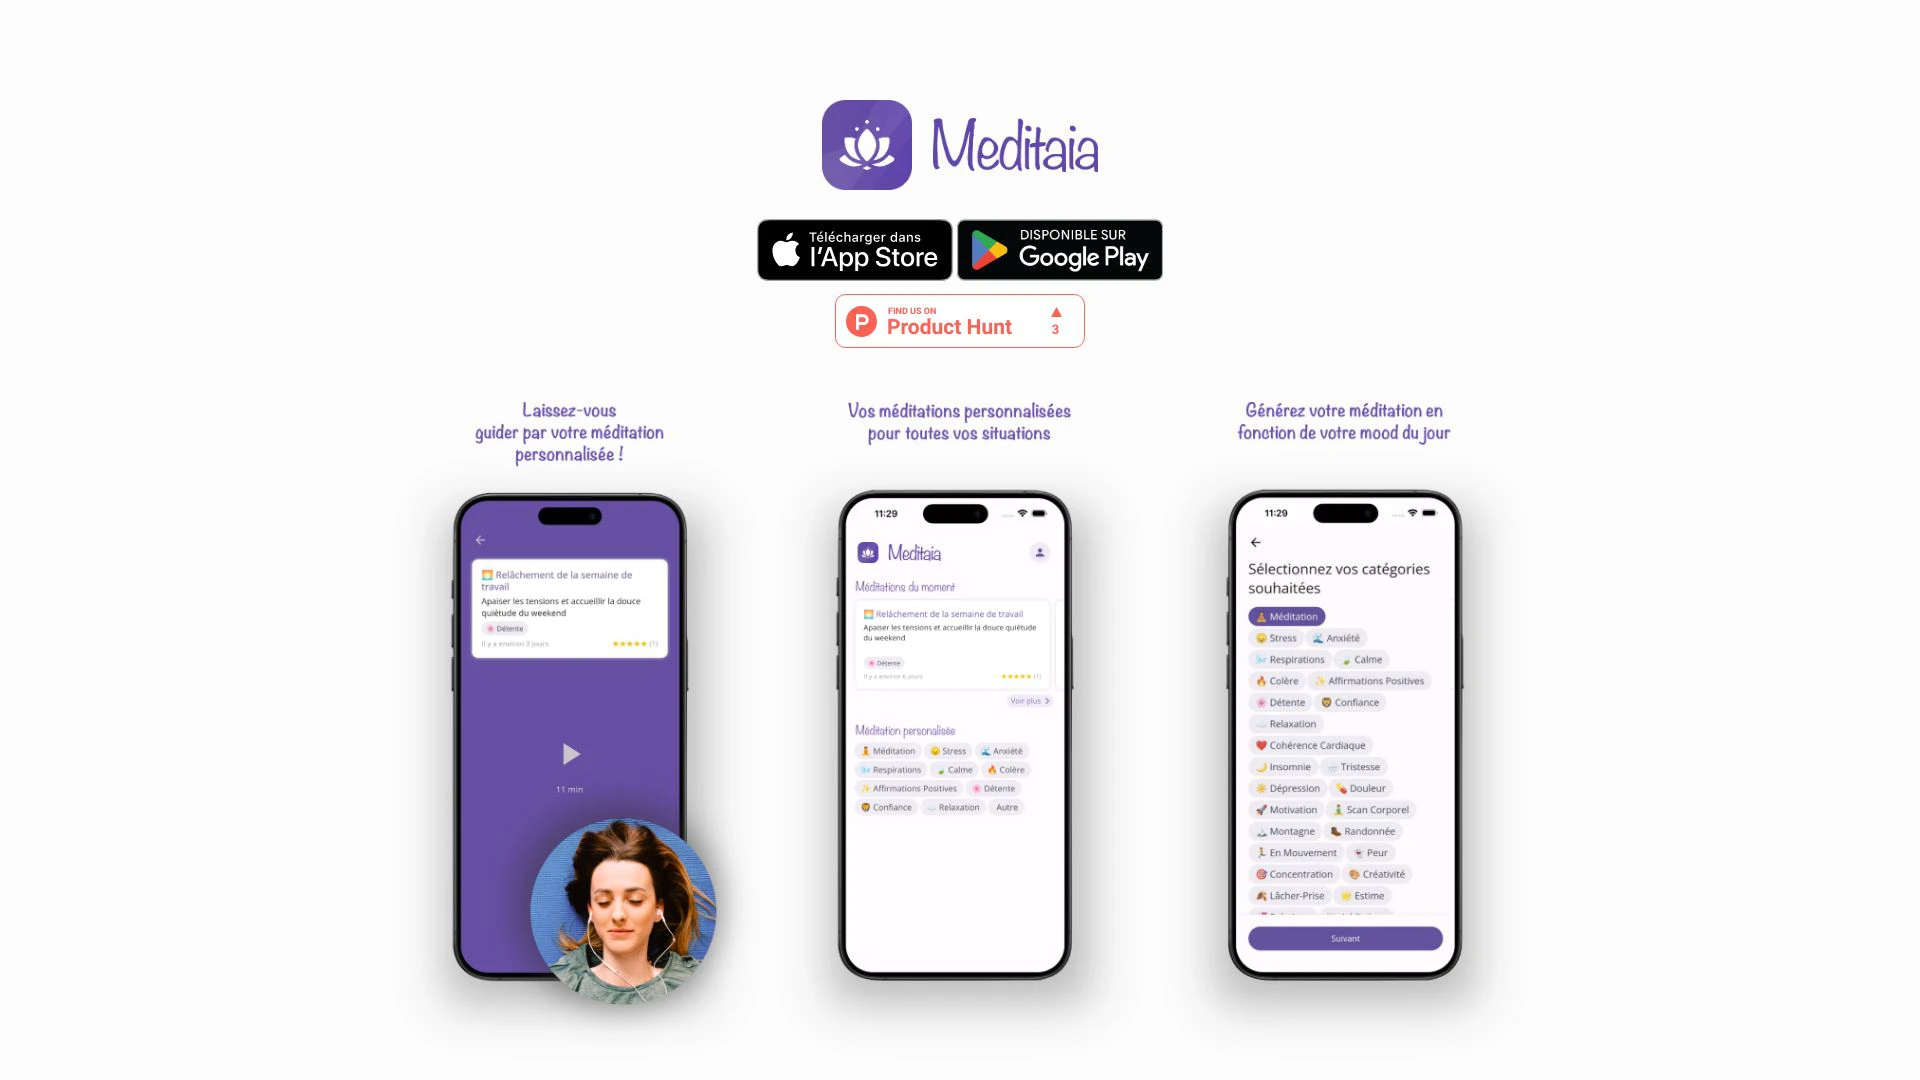 Meditaia
Télécharger dans
l'App Store
DISPONIBLE SUR
Google Play
FIND US ON
Product Hunt
3
Laissez-vous
guider par votre méditation
personnalisée !
Relâchement de la semaine de
travail
Apaiser les tensions et accueillir la douce
quiétude du weekend
Détente
Il y a environ 9 jours
(1)
11 min
Vos méditations personnalisées
pour toutes vos situations
11:29
Meditaia
Méditations du moment
Relâchement de la semaine de travail
Apaiser les tensions et accueillir la douce quiétude
du weekend
Détente
Il y a environ 6 jours
(1)
Voir plus
Méditation personalisée
Méditation Stress Anxiété
Respirations Calme Colère
Affirmations Positives Détente
Confiance Relaxation Autre
Générez votre méditation en
fonction de votre mood du jour
11:29
Sélectionnez vos catégories
souhaitées
Méditation
Stress Anxiété
Respirations Calme
Colère Affirmations Positives
Détente Confiance
Relaxation
Cohérence Cardiaque
Insomnie Tristesse
Dépression Douleur
Motivation Scan Corporel
Montagne Randonnée
En Mouvement Peur
Concentration Créativité
Lâcher-Prise Estime
Suivant